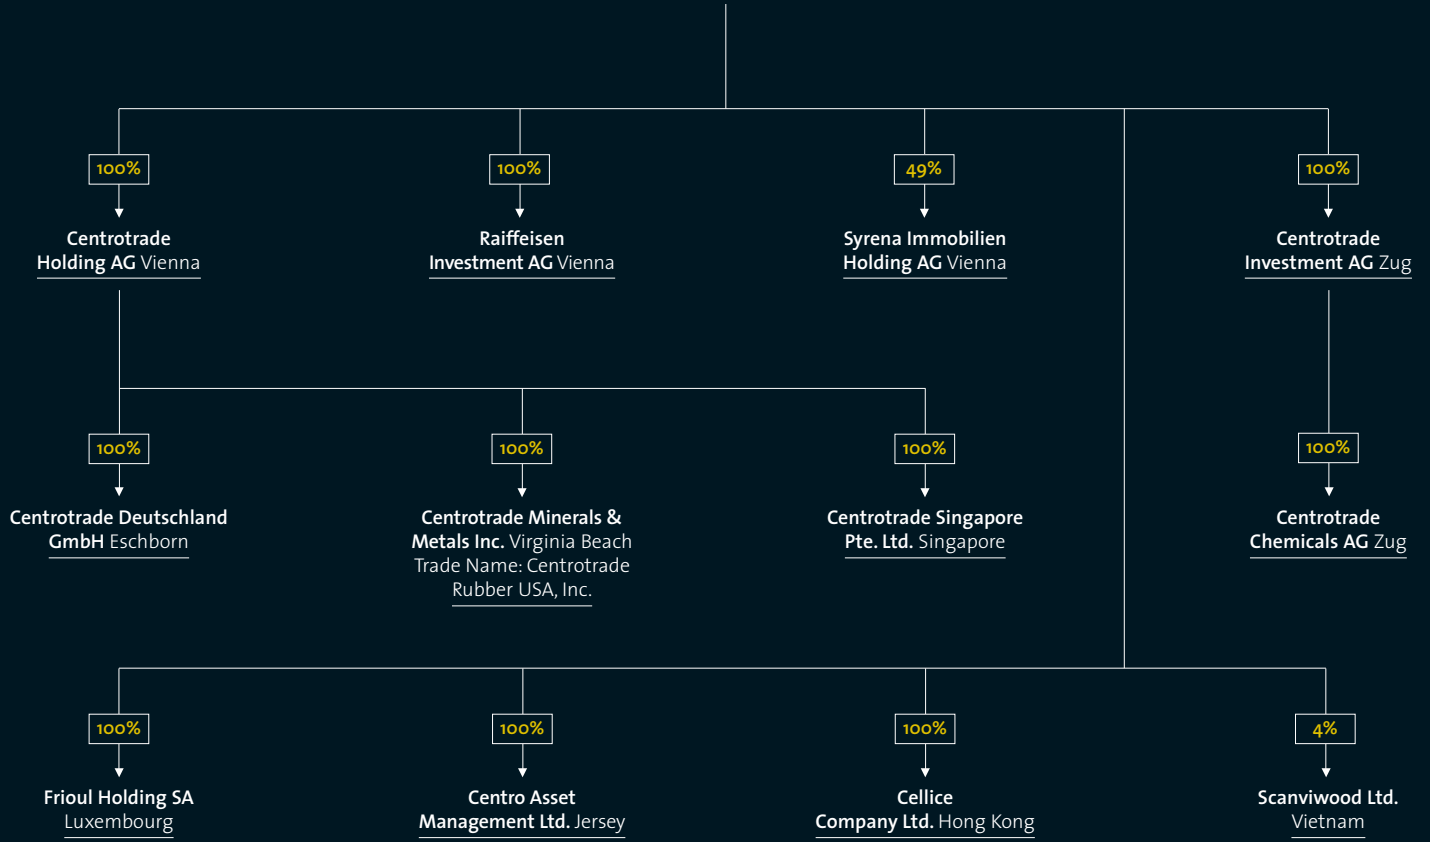 100%
100%
49%
100%
Centrotrade
Holding AG Vienna
Raiffeisen
Investment AG Vienna
Syrena Immobilien
Holding AG Vienna
Centrotrade
Investment AG Zug
100%
100%
100%
100%
Centrotrade Deutschland
GmbH Eschborn
Centrotrade Minerals &
Metals Inc. Virginia Beach
Trade Name: Centrotrade
Rubber USA, Inc.
Centrotrade Singapore
Pte. Ltd. Singapore
Centrotrade
Chemicals AG Zug
100%
100%
100%
4%
Frioul Holding SA
Luxembourg
Centro Asset
Management Ltd. Jersey
Cellice
Company Ltd. Hong Kong
Scanviwood Ltd.
Vietnam